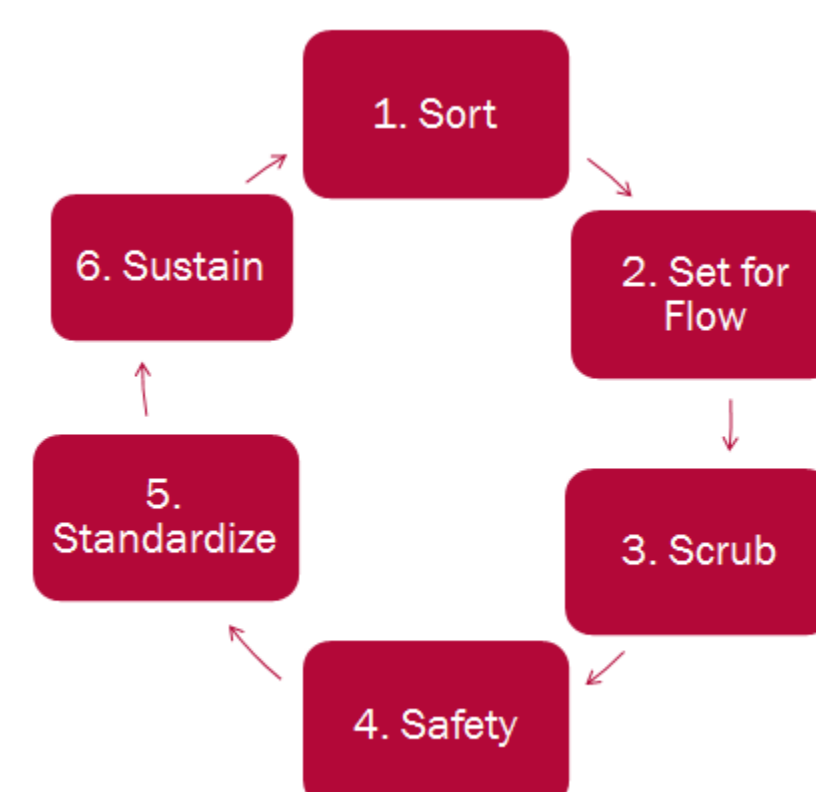 1. Sort
2. Set for
Flow
3. Scrub
4. Safety
5.
Standardize
6. Sustain